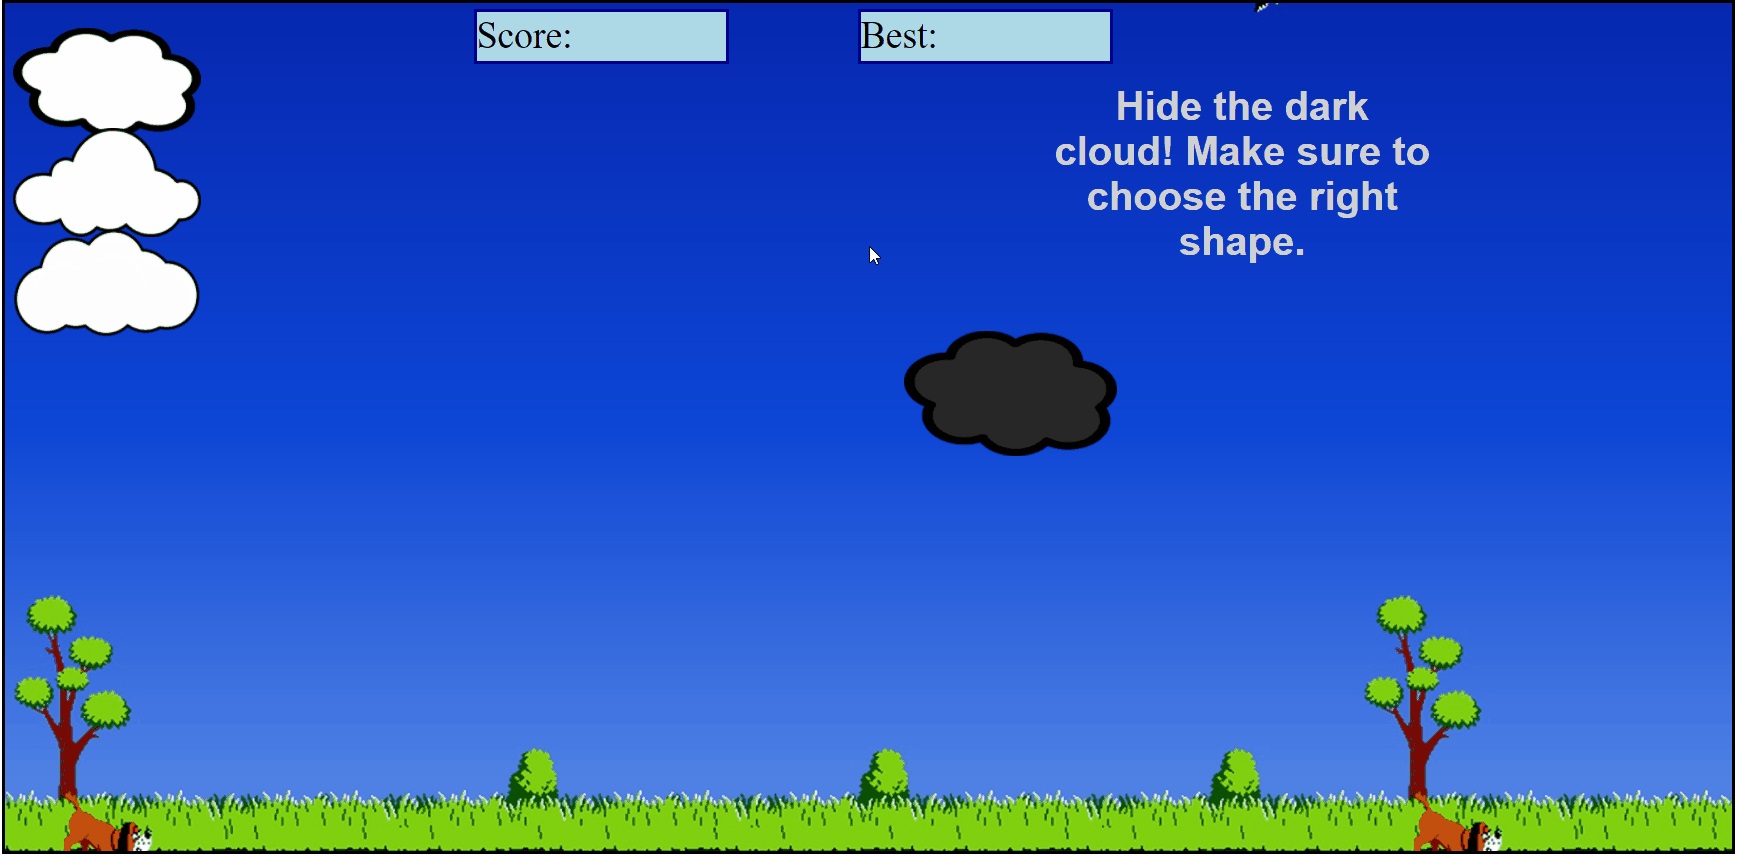 Score:
Best:
Hide the dark
cloud! Make sure to
choose the right
shape.